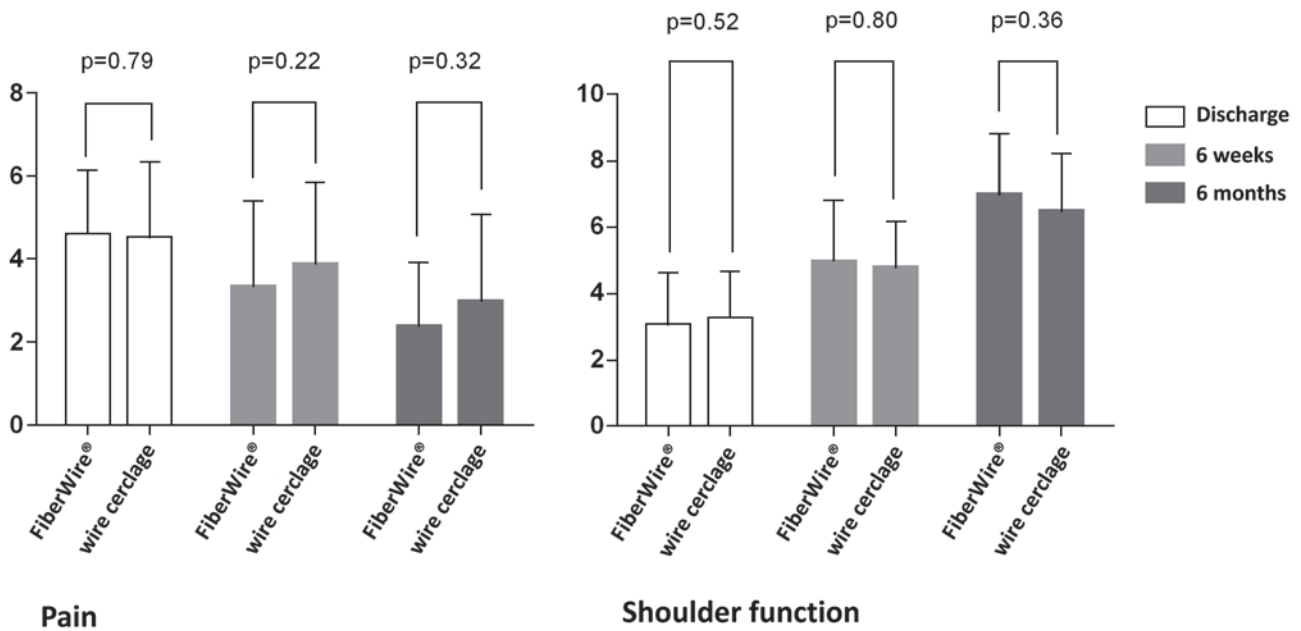 p=0.79
p=0.22
p=0.32
8
6
4
2
0
FiberWire®
wire cerclage
FiberWire®
wire cerclage
FiberWire®
wire cerclage
Pain
p=0.52
p=0.80
p=0.36
10
8
6
4
2
0
FiberWire®
wire cerclage
FiberWire®
wire cerclage
FiberWire®
wire cerclage
Shoulder function
Discharge
6 weeks
6 months